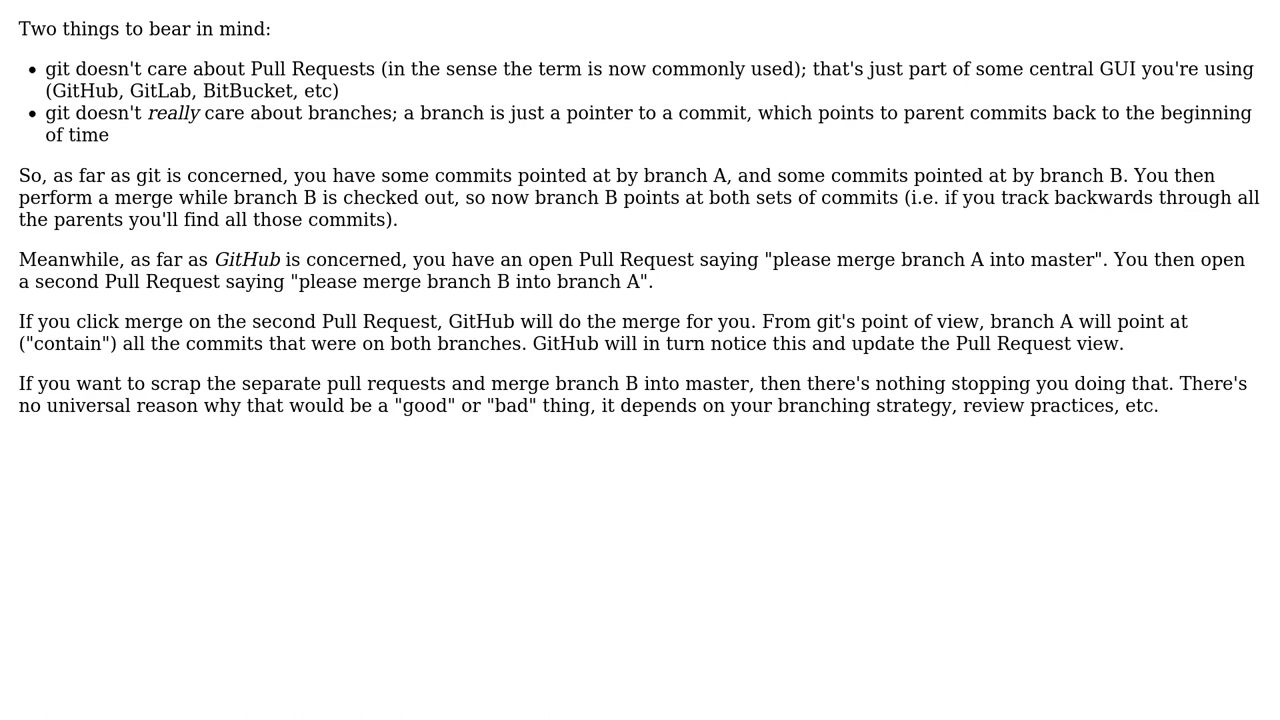 Two things to bear in mind:
• git doesn't care about Pull Requests (in the sense the term is now commonly used); that's just part of some central GUI you're using
(GitHub, GitLab, BitBucket, etc)
• git doesn't really care about branches; a branch is just a pointer to a commit, which points to parent commits back to the beginning
of time
So, as far as git is concerned, you have some commits pointed at by branch A, and some commits pointed at by branch B. You then
perform a merge while branch B is checked out, so now branch B points at both sets of commits (i.e. if you track backwards through all
the parents you'll find all those commits).
Meanwhile, as far as GitHub is concerned, you have an open Pull Request saying "please merge branch A into master". You then open
a second Pull Request saying "please merge branch B into branch A".
If you click merge on the second Pull Request, GitHub will do the merge for you. From git's point of view, branch A will point at
("contain") all the commits that were on both branches. GitHub will in turn notice this and update the Pull Request view.
If you want to scrap the separate pull requests and merge branch B into master, then there's nothing stopping you doing that. There's
no universal reason why that would be a "good" or "bad" thing, it depends on your branching strategy, review practices, etc.